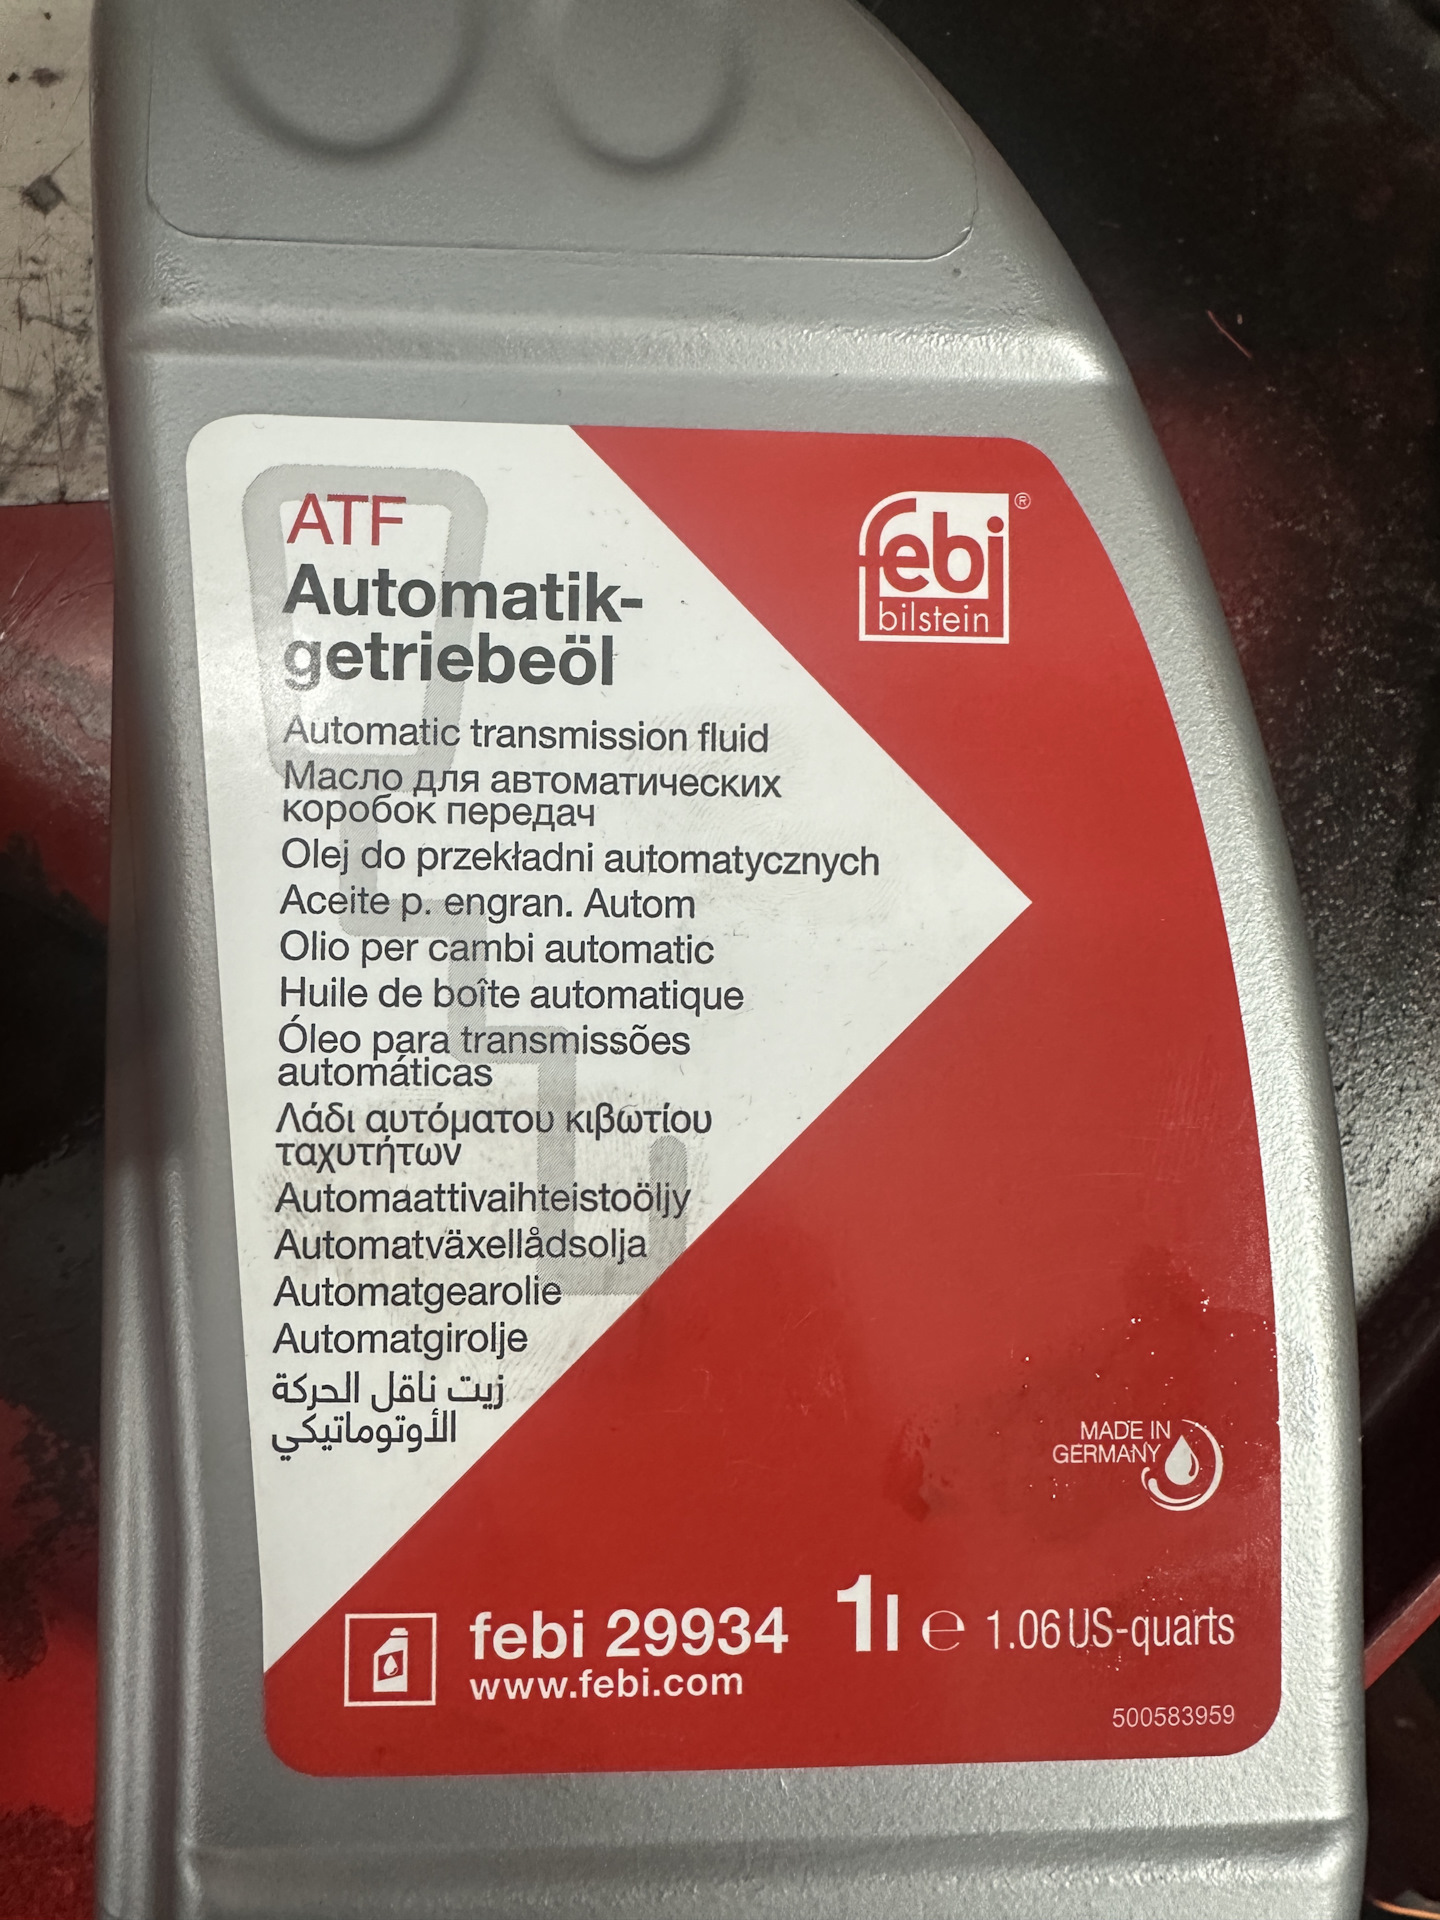 ATF
Automatik-
getriebeöl
Automatic transmission fluid
Масло для автоматических
коробок передач
Olej do przekładni automatycznych
Aceite p. engran. Autom
Olio per cambi automatic
Huile de boîte automatique
Óleo para transmissões
automáticas
Λάδι αυτόματου κιβωτίου
ταχυτήτων
Automaattivaihteistoöljy
Automatväxellådsolja
Automatgearolie
Automatgirolje
زيت ناقل الحركة
الأوتوماتيكي
febi®
bilstein
MADE IN
GERMANY
febi 29934 1l ℮ 1.06 US-quarts
www.febi.com
500583959